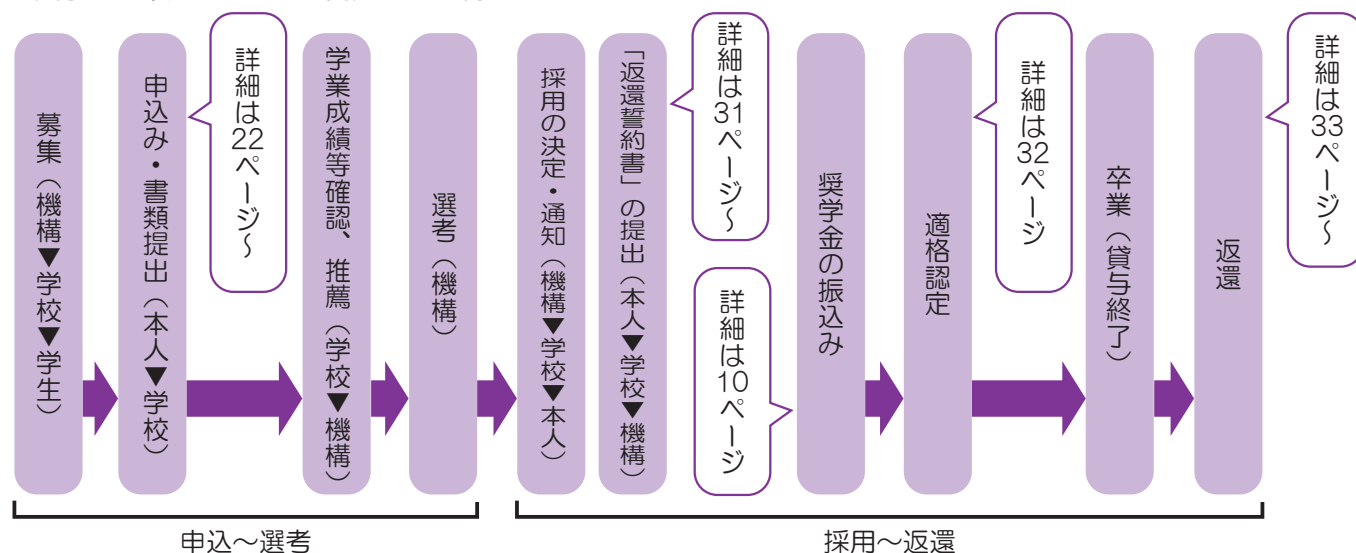 募集（機構▼学校▼学生）
申込み・書類提出（本人▼学校）
詳細は22ページ～
学業成績等確認、推薦（学校▼機構）
選考（機構）
採用の決定・通知（機構▼学校▼本人）
「返還誓約書」の提出（本人▼学校▼機構）
詳細は31ページ～
詳細は10ページ
奨学金の振込み
適格認定
詳細は32ページ
卒業（貸与終了）
返還
詳細は33ページ～
申込～選考
採用～返還